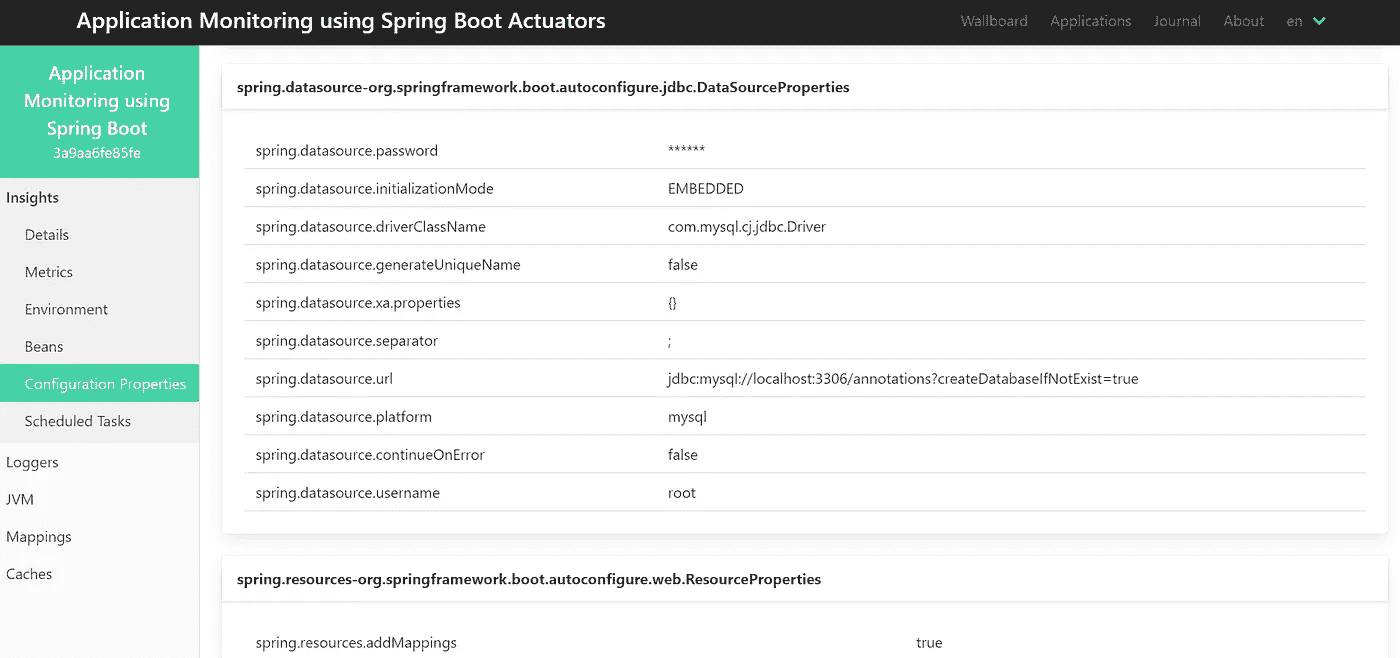 Application Monitoring using Spring Boot Actuators
Wallboard Applications Journal About en
Application
Monitoring using
Spring Boot
3a9aa6fe85fe
Insights
Details
Metrics
Environment
Beans
Configuration Properties
Scheduled Tasks
Loggers
JVM
Mappings
Caches
spring.datasource-org.springframework.boot.autoconfigure.jdbc.DataSourceProperties
spring.datasource.password ******
spring.datasource.initializationMode EMBEDDED
spring.datasource.driverClassName com.mysql.cj.jdbc.Driver
spring.datasource.generateUniqueName false
spring.datasource.xa.properties {}
spring.datasource.separator ;
spring.datasource.url jdbc:mysql://localhost:3306/annotations?createDatabaseIfNotExist=true
spring.datasource.platform mysql
spring.datasource.continueOnError false
spring.datasource.username root
spring.resources-org.springframework.boot.autoconfigure.web.ResourceProperties
spring.resources.addMappings true